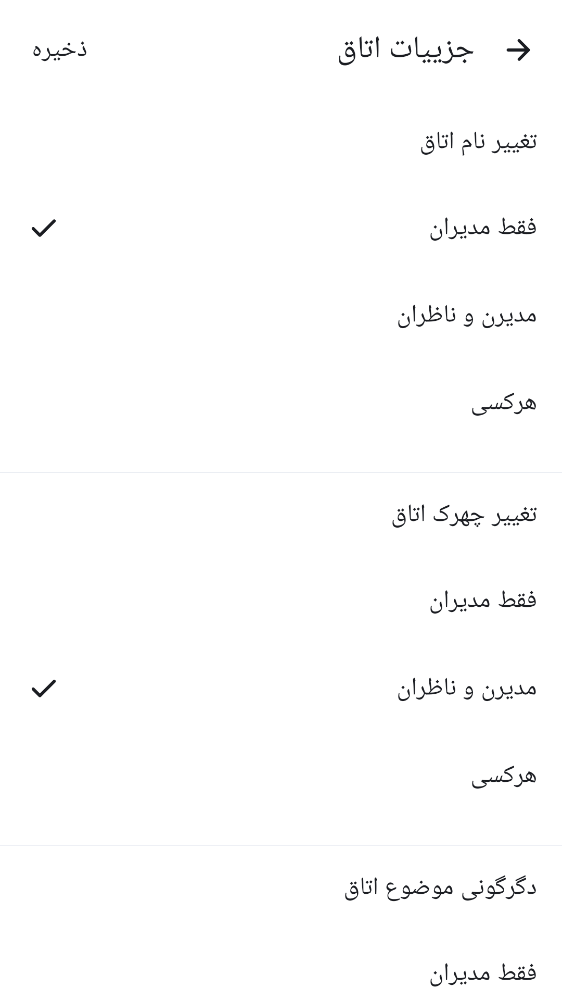 جزییات اتاق
ذخیره
تغییر نام اتاق
فقط مدیران
مدیرن و ناظران
هرکسی
تغییر چهرک اتاق
فقط مدیران
مدیرن و ناظران
هرکسی
دگرگونی موضوع اتاق
فقط مدیران